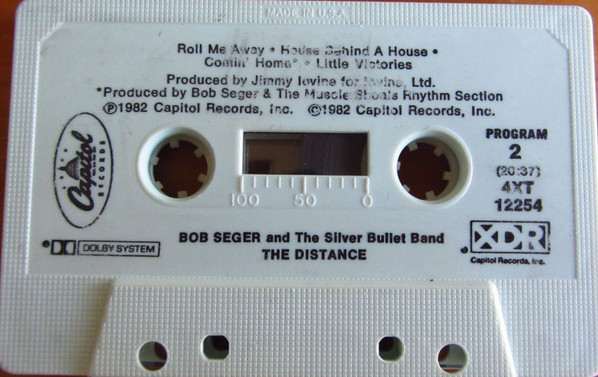 MADE IN U.S.A.
Roll Me Away • House Behind A House •
Comin' Home* • Little Victories
Produced by Jimmy Iovine for Iovine, Ltd.
*Produced by Bob Seger & The Muscle Shoals Rhythm Section
℗1982 Capitol Records, Inc. ©1982 Capitol Records, Inc.
Capitol
RECORDS
PROGRAM
2
(20:37)
4XT
12254
100 50 0
DOLBY SYSTEM
BOB SEGER and The Silver Bullet Band
THE DISTANCE
XDR
Capitol Records, Inc.